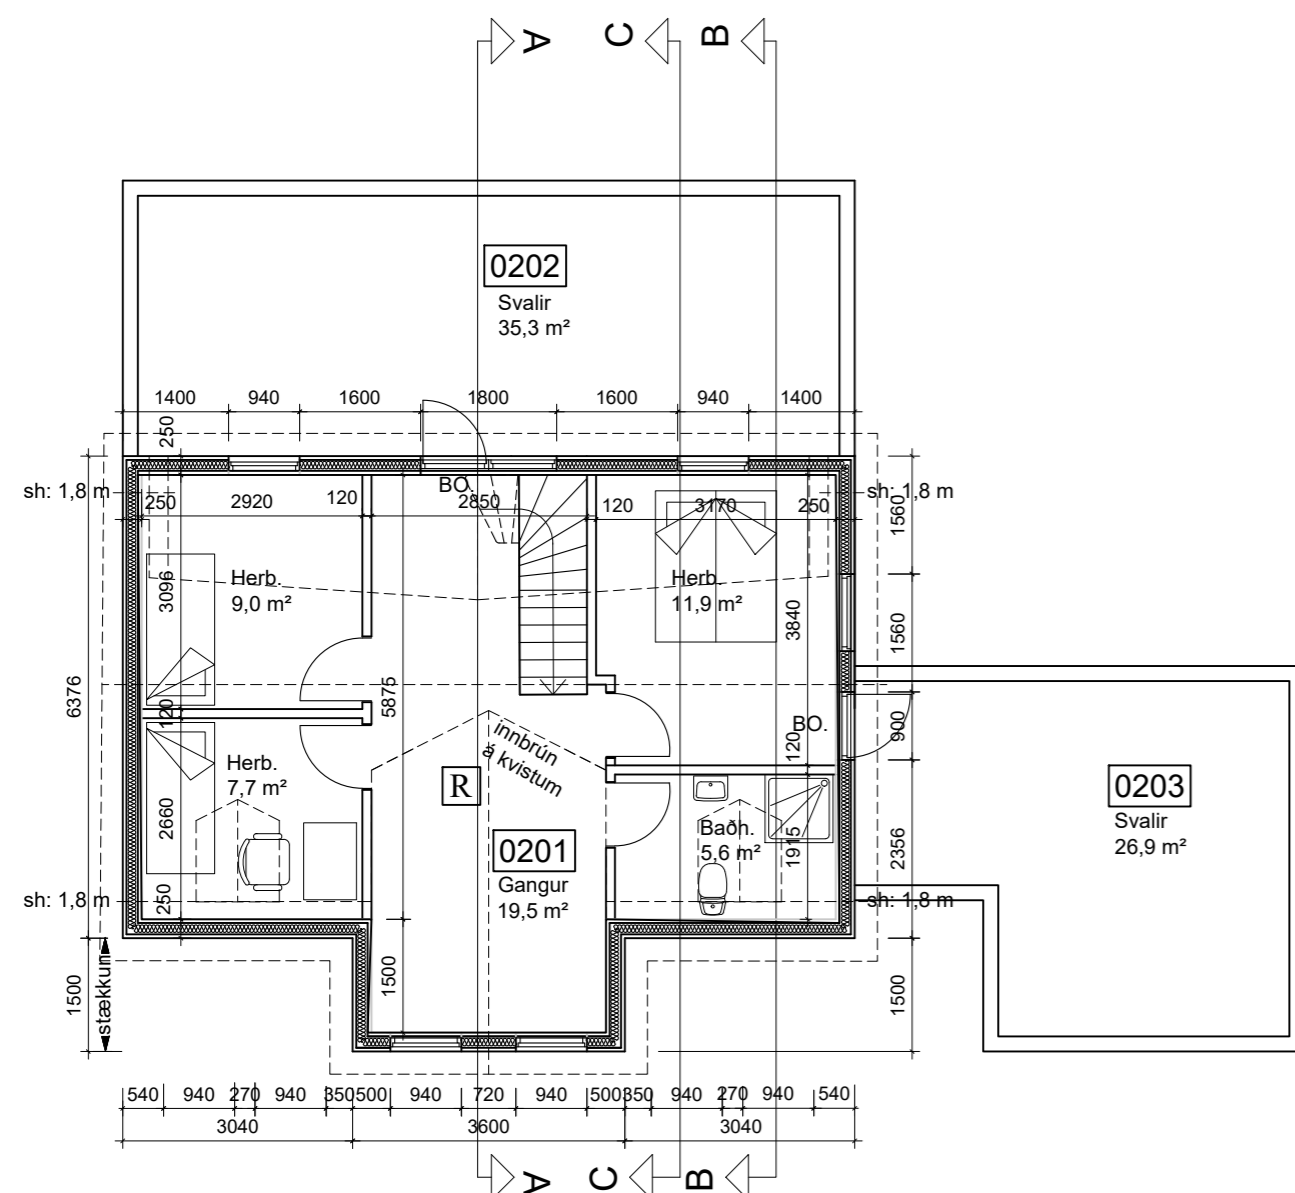 A
C
B
0202
Svalir
35,3 m²
1400 940 1600 1800 1600 940 1400
250
sh: 1,8 m
BO.
sh: 1,8 m
250 2920 120 2850 120 3170 250
1560
Herb.
9,0 m²
3096
Herb.
11,9 m²
3840
1560
6376
120
5875
innbrún
á kvistum
BO.
900
120
Herb.
7,7 m²
R
2660
0203
Svalir
26,9 m²
0201
Gangur
19,5 m²
Baðh.
5,6 m²
1915
2356
sh: 1,8 m
250
sh: 1,8 m
1500
stækkun
1500
1500
540 940 270 940 350 500 940 720 940 500 350 940 270 940 540
3040 3600 3040
A
C
B